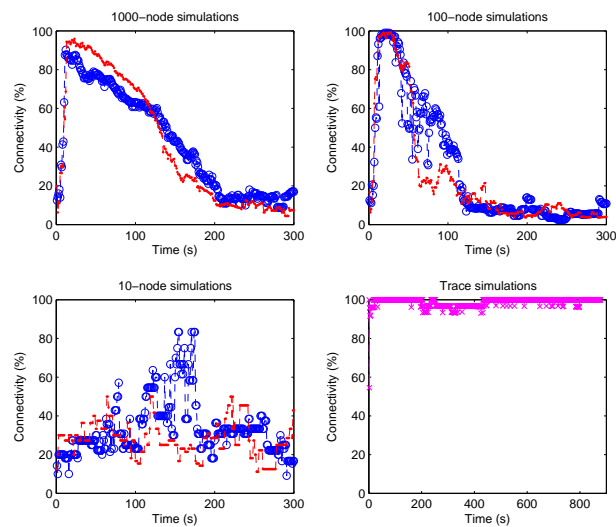 1000−node simulations
100
80
60
40
20
0
Connectivity (%)
0 100 200 300
Time (s)
100−node simulations
100
80
60
40
20
0
Connectivity (%)
0 100 200 300
Time (s)
10−node simulations
100
80
60
40
20
0
Connectivity (%)
0 100 200 300
Time (s)
Trace simulations
100
80
60
40
20
0
Connectivity (%)
0 200 400 600 800
Time (s)